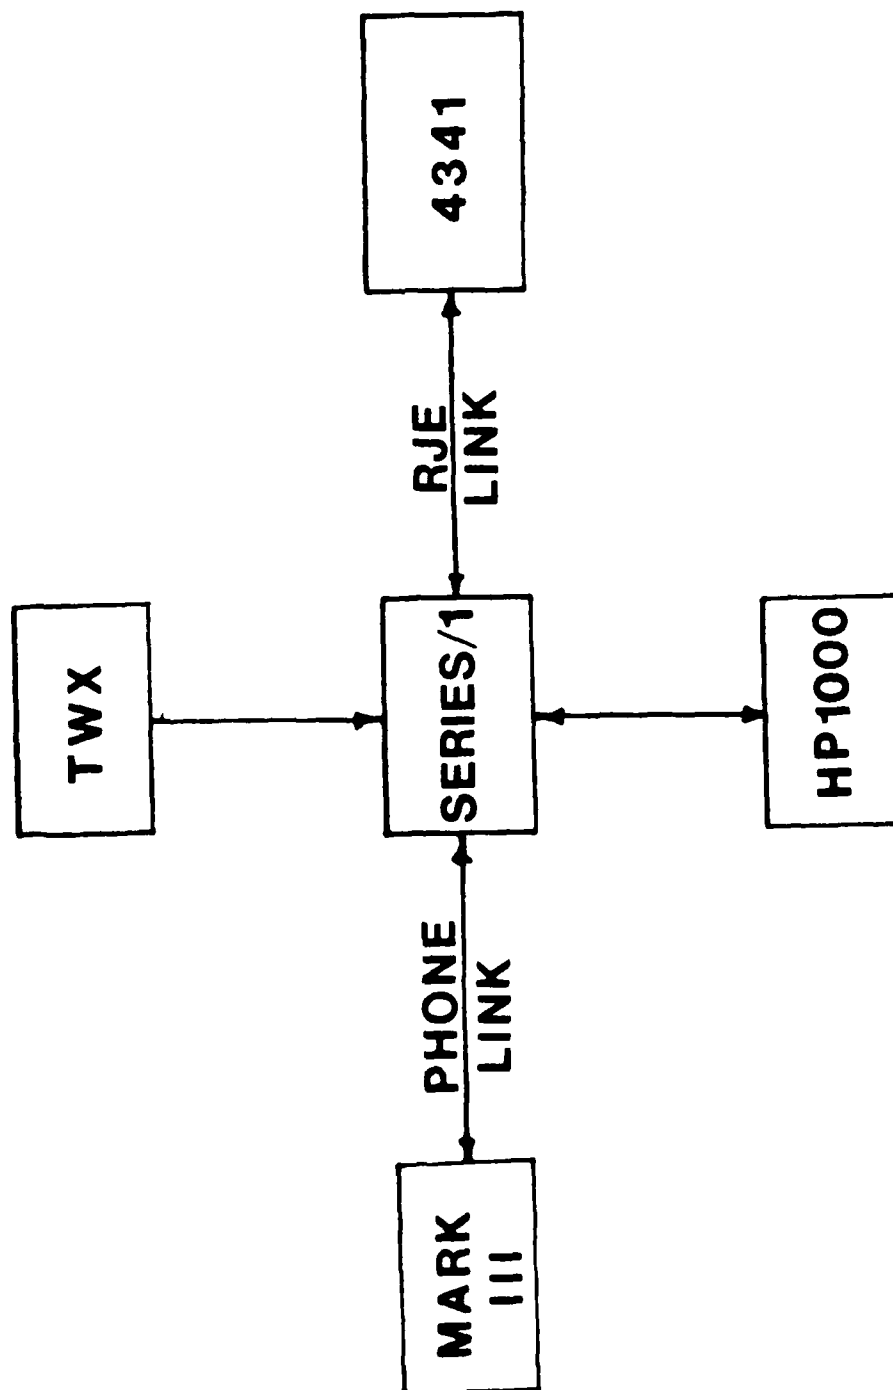 TWX
MARK
III
PHONE
LINK
SERIES/1
RJE
LINK
4341
HP1000